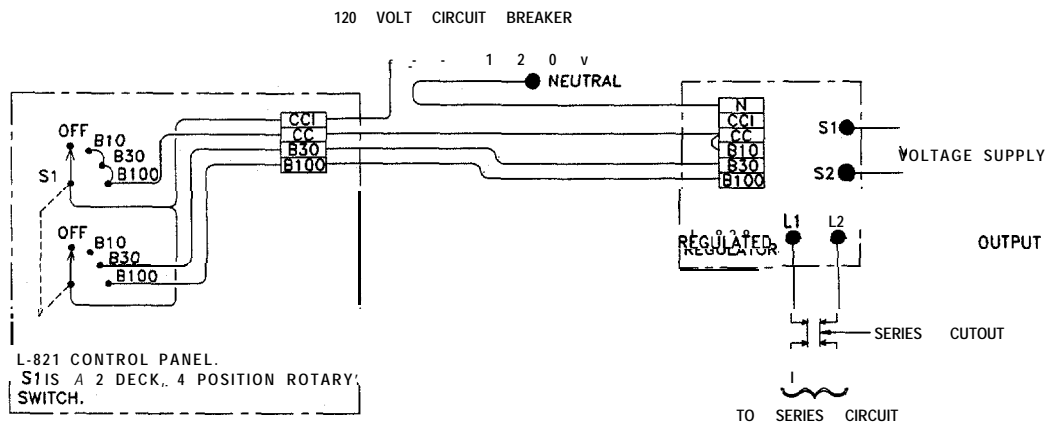 120 VOLT CIRCUIT BREAKER
120v
NEUTRAL
OFF
B10
B30
B100
S1
OFF
B10
B30
B100
CCI
CC
B30
B100
N
CCI
CC
B10
B30
B100
S1
S2
VOLTAGE SUPPLY
L1
L2
REGULATED
REGULATOR
OUTPUT
SERIES CUTOUT
L-821 CONTROL PANEL.
S1 IS A 2 DECK, 4 POSITION ROTARY
SWITCH.
TO SERIES CIRCUIT